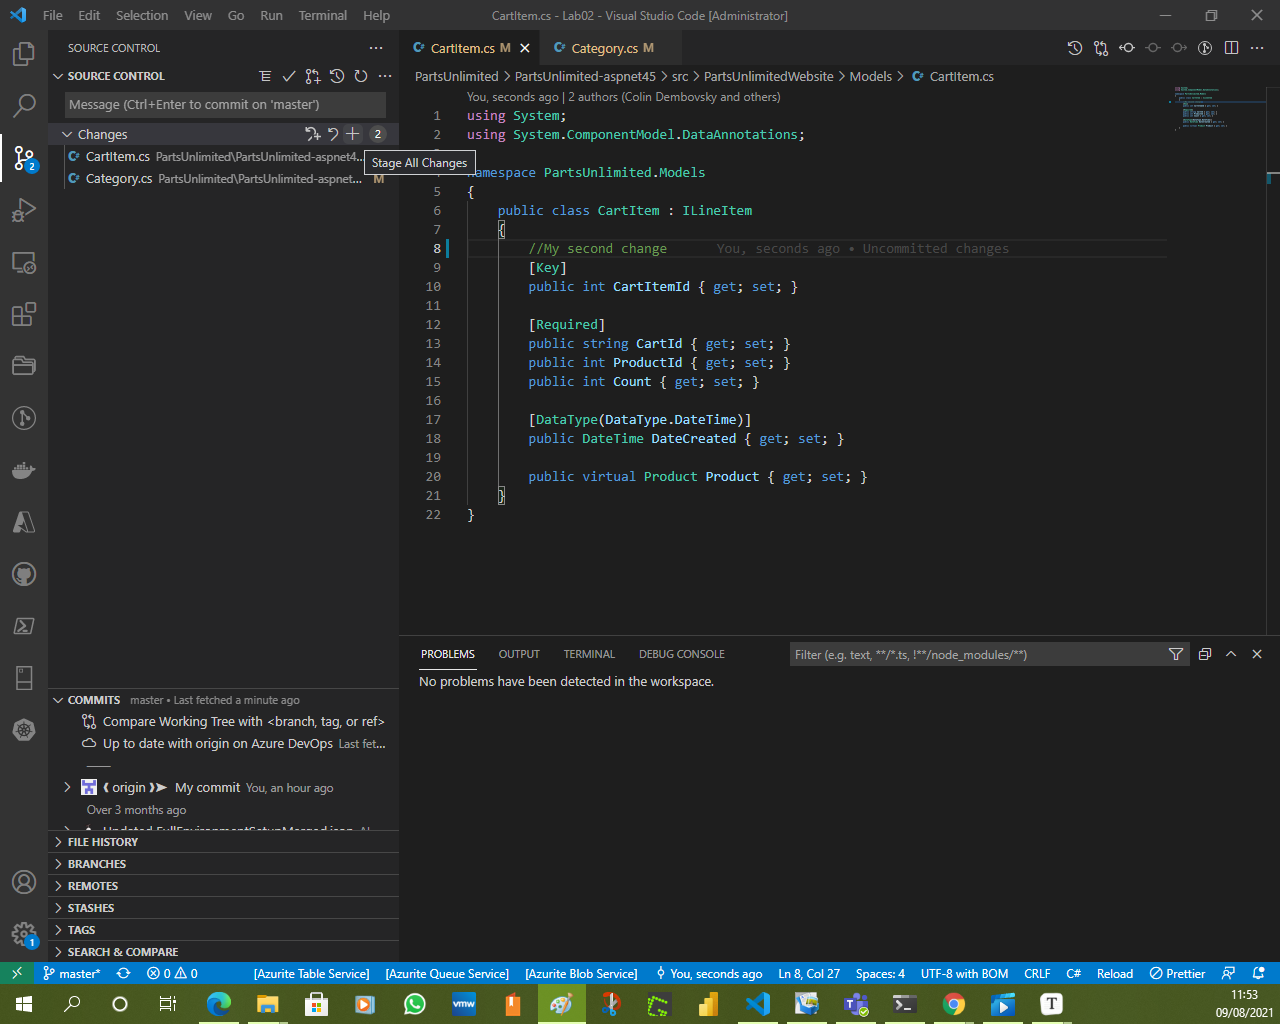 File Edit Selection View Go Run Terminal Help CartItem.cs - Lab02 - Visual Studio Code [Administrator]
SOURCE CONTROL
SOURCE CONTROL
Message (Ctrl+Enter to commit on 'master')
Changes 2
CartItem.cs PartsUnlimited\PartsUnlimited-aspnet4...
Category.cs PartsUnlimited\PartsUnlimited-aspnet... M
Stage All Changes
CartItem.cs M Category.cs M
PartsUnlimited > PartsUnlimited-aspnet45 > src > PartsUnlimitedWebsite > Models > CartItem.cs
You, seconds ago | 2 authors (Colin Dembovsky and others)
1 using System;
2 using System.ComponentModel.DataAnnotations;
namespace PartsUnlimited.Models
5 {
6 public class CartItem : ILineItem
7 {
8 //My second change You, seconds ago • Uncommitted changes
9 [Key]
10 public int CartItemId { get; set; }
11
12 [Required]
13 public string CartId { get; set; }
14 public int ProductId { get; set; }
15 public int Count { get; set; }
16
17 [DataType(DataType.DateTime)]
18 public DateTime DateCreated { get; set; }
19
20 public virtual Product Product { get; set; }
21 }
22 }
PROBLEMS OUTPUT TERMINAL DEBUG CONSOLE Filter (e.g. text, **/*.ts, !**/node_modules/**)
No problems have been detected in the workspace.
COMMITS master • Last fetched a minute ago
Compare Working Tree with <branch, tag, or ref>
Up to date with origin on Azure DevOps Last fet...
origin My commit You, an hour ago
Over 3 months ago
Updated FullEnvironmentSetupMerged.json
FILE HISTORY
BRANCHES
REMOTES
STASHES
TAGS
SEARCH & COMPARE
2
1
master* 0 0 [Azurite Table Service] [Azurite Queue Service] [Azurite Blob Service] You, seconds ago Ln 8, Col 27 Spaces: 4 UTF-8 with BOM CRLF C# Reload Prettier
vmw T
11:53
09/08/2021